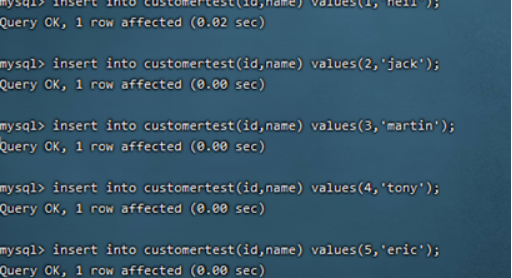 mysql> insert into customertest(id,name) values(1,'neil');
Query OK, 1 row affected (0.02 sec)
mysql> insert into customertest(id,name) values(2,'jack');
Query OK, 1 row affected (0.00 sec)
mysql> insert into customertest(id,name) values(3,'martin');
Query OK, 1 row affected (0.00 sec)
mysql> insert into customertest(id,name) values(4,'tony');
Query OK, 1 row affected (0.00 sec)
mysql> insert into customertest(id,name) values(5,'eric');
Query OK, 1 row affected (0.00 sec)